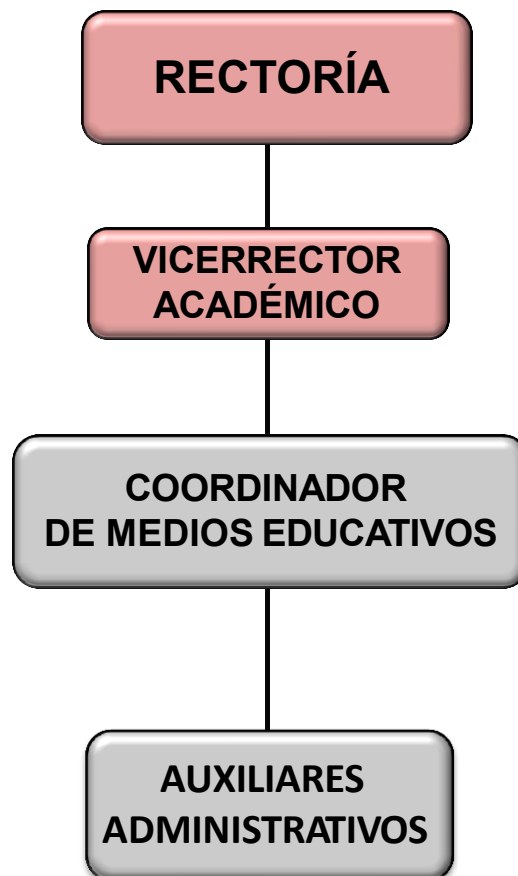 RECTORÍA
VICERRECTOR
ACADÉMICO
COORDINADOR
DE MEDIOS EDUCATIVOS
AUXILIARES
ADMINISTRATIVOS